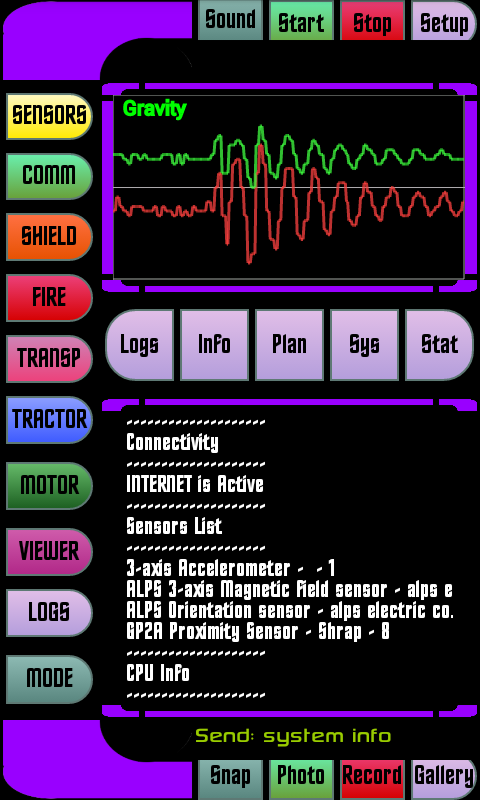 Sound Start Stop Setup
Gravity
SENSORS
COMM
SHIELD
FIRE
TRANSP
TRACTOR
MOTOR
VIEWER
LOGS
MODE
Logs Info Plan Sys Stat
--------------------
Connectivity
--------------------
INTERNET is Active
--------------------
Sensors List
--------------------
3-axis Accelerometer - - 1
ALPS 3-axis Magnetic field sensor - alps e
ALPS Orientation sensor - alps electric co.
GP2A Proximity Sensor - Shrap - 8
--------------------
CPU Info
--------------------
Send: system info
Snap Photo Record Gallery